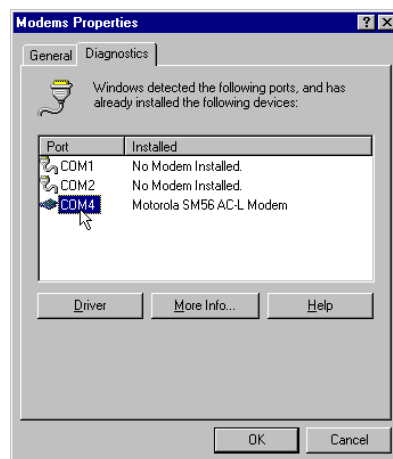 Modems Properties
General Diagnostics
Windows detected the following ports, and has
already installed the following devices:
Port Installed
COM1 No Modem Installed.
COM2 No Modem Installed.
COM4 Motorola SM56 AC-L Modem
Driver More Info... Help
OK Cancel